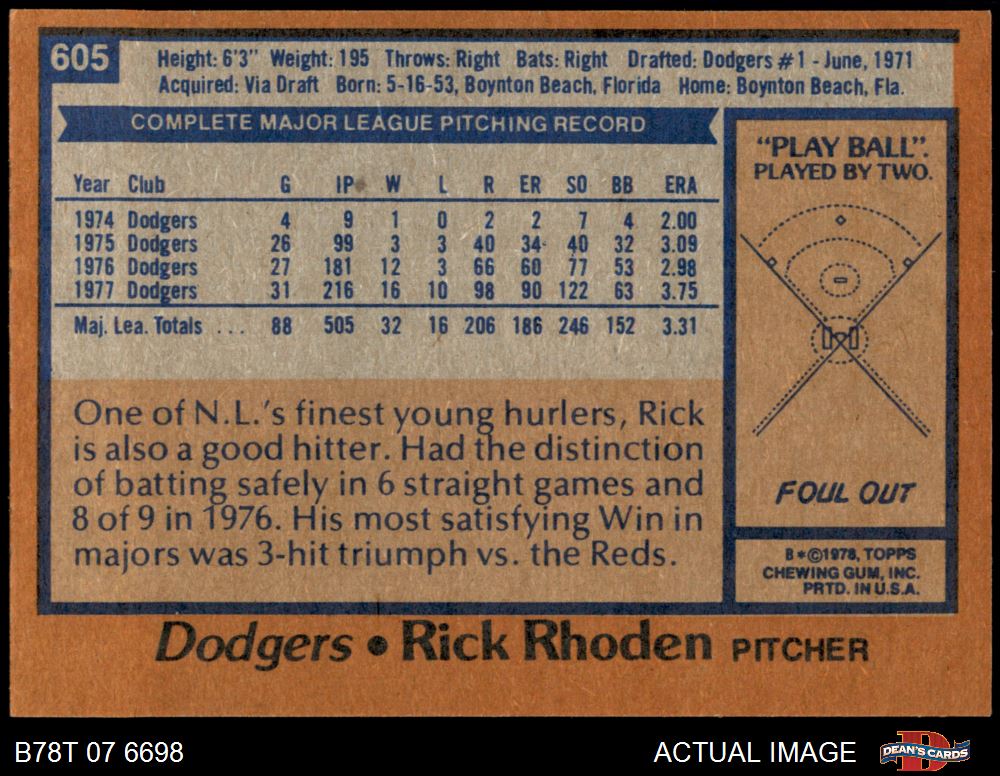 605
Height: 6'3" Weight: 195 Throws: Right Bats: Right Drafted: Dodgers #1 - June, 1971
Acquired: Via Draft Born: 5-16-53, Boynton Beach, Florida Home: Boynton Beach, Fla.
COMPLETE MAJOR LEAGUE PITCHING RECORD
Year Club G IP W L R ER SO BB ERA
1974 Dodgers 4 9 1 0 2 2 7 4 2.00
1975 Dodgers 26 99 3 3 40 34 40 32 3.09
1976 Dodgers 27 181 12 3 66 60 77 53 2.98
1977 Dodgers 31 216 16 10 98 90 122 63 3.75
Maj. Lea. Totals ... 88 505 32 16 206 186 246 152 3.31
One of N.L.'s finest young hurlers, Rick
is also a good hitter. Had the distinction
of batting safely in 6 straight games and
8 of 9 in 1976. His most satisfying Win in
majors was 3-hit triumph vs. the Reds.
"PLAY BALL".
PLAYED BY TWO.
FOUL OUT
B*©1978, TOPPS
CHEWING GUM, INC.
PRTD. IN U.S.A.
Dodgers • Rick Rhoden PITCHER
B78T 07 6698
ACTUAL IMAGE
D
DEAN'S CARDS